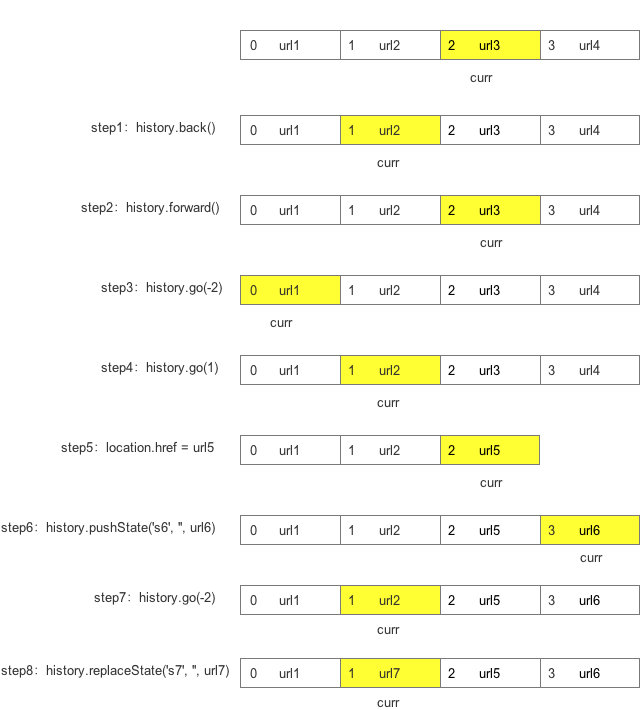 0 url1 1 url2 2 url3 3 url4
curr
step1: history.back() 0 url1 1 url2 2 url3 3 url4
curr
step2: history.forward() 0 url1 1 url2 2 url3 3 url4
curr
step3: history.go(-2) 0 url1 1 url2 2 url3 3 url4
curr
step4: history.go(1) 0 url1 1 url2 2 url3 3 url4
curr
step5: location.href = url5 0 url1 1 url2 2 url5
curr
step6: history.pushState('s6', '', url6) 0 url1 1 url2 2 url5 3 url6
curr
step7: history.go(-2) 0 url1 1 url2 2 url5 3 url6
curr
step8: history.replaceState('s7', '', url7) 0 url1 1 url7 2 url5 3 url6
curr